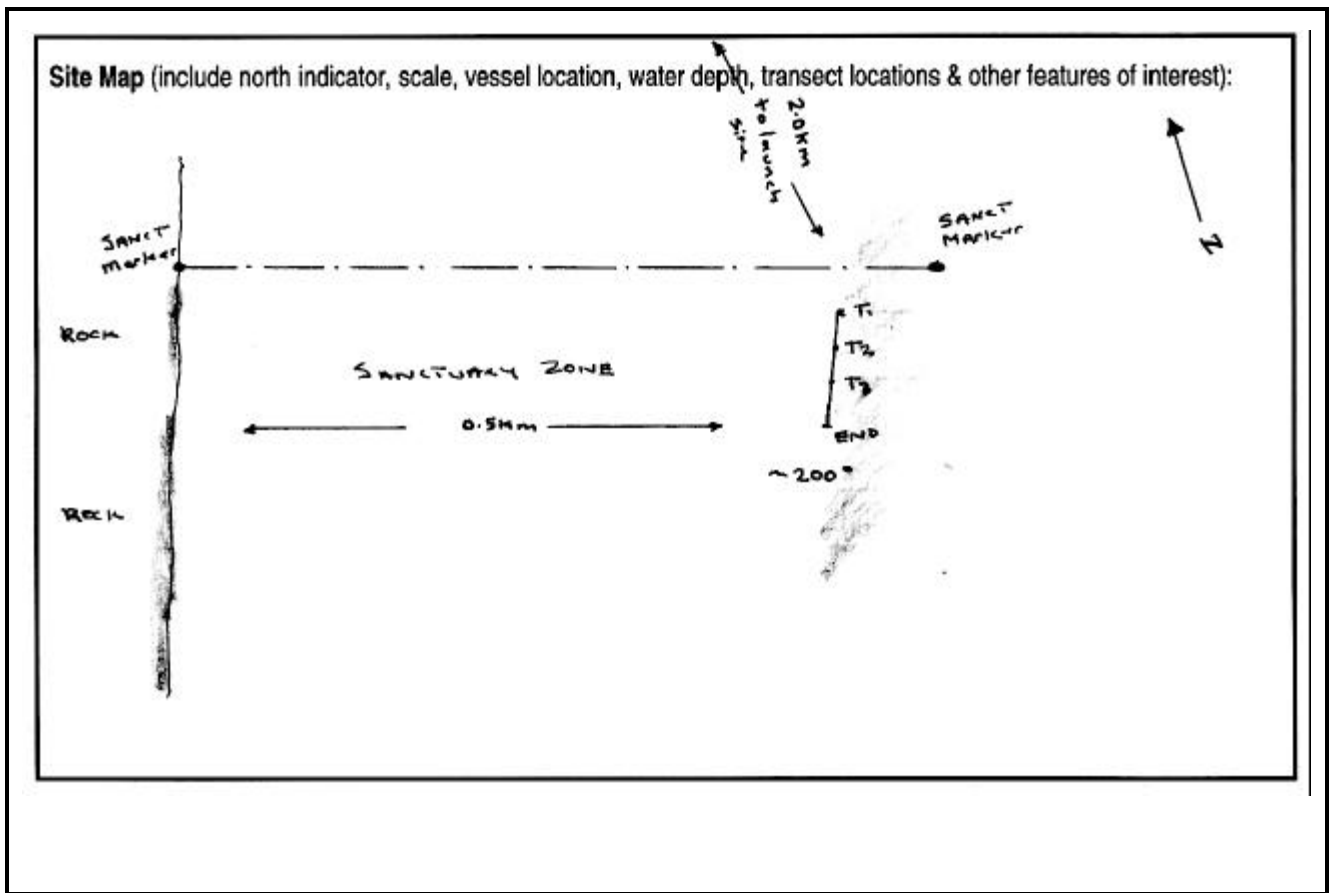 Site Map (include north indicator, scale, vessel location, water depth, transect locations & other features of interest):
2.0km
to launch
site
N
SANCT
Marker
SANCT
Marker
ROCK
T1
T2
T3
SANCTUARY ZONE
0.5Km
END
~200°
ROCK